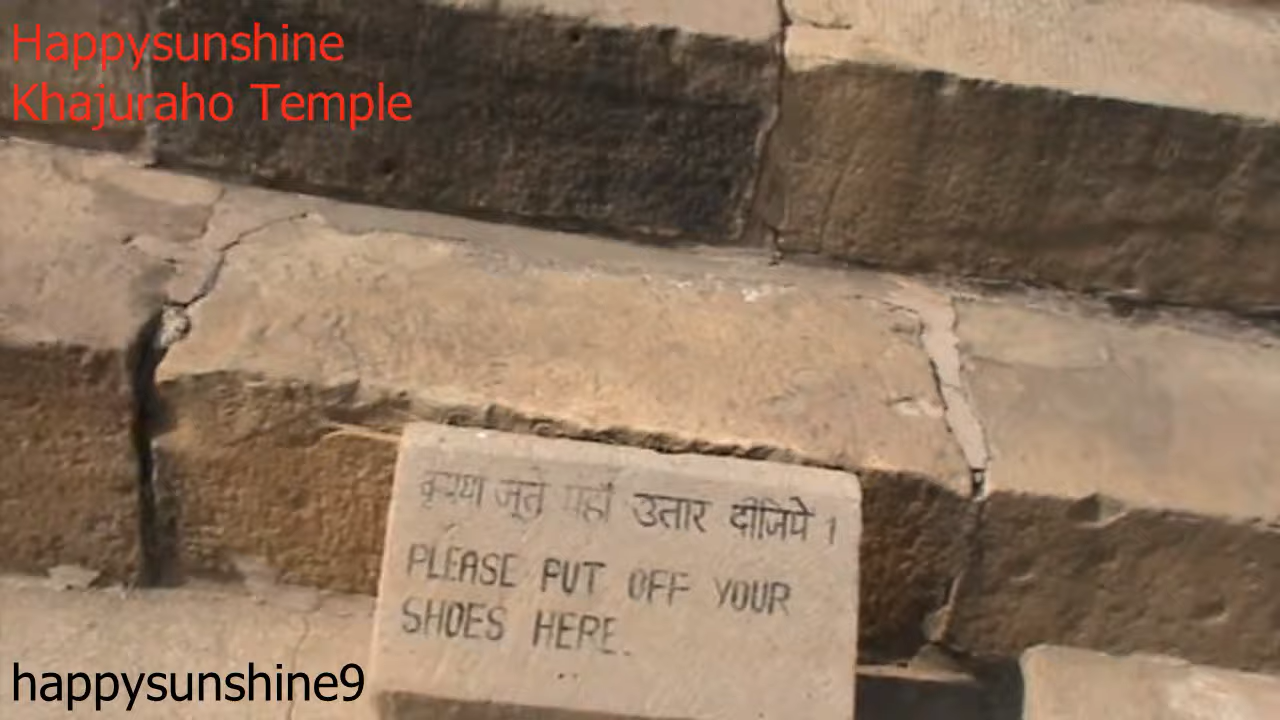 Happysunshine
Khajuraho Temple
कृपया जूते यहाँ उतार दीजिये ।
PLEASE PUT OFF YOUR
SHOES HERE.
happysunshine9